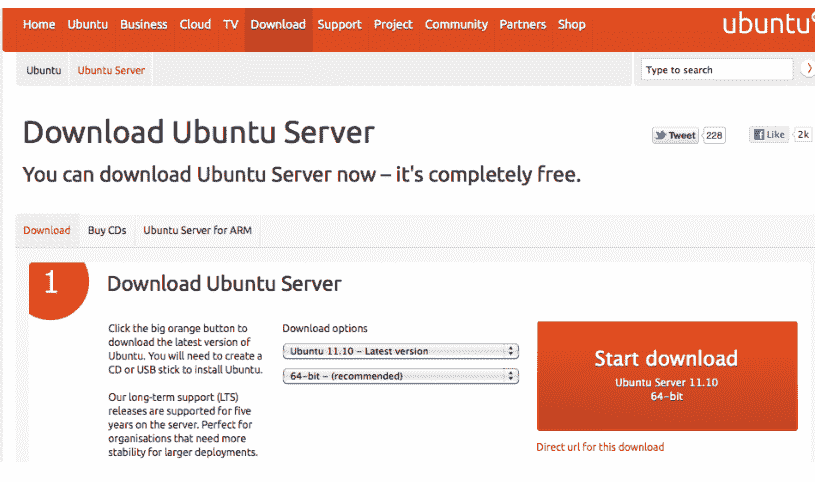 Home Ubuntu Business Cloud TV Download Support Project Community Partners Shop
ubuntu
Ubuntu Ubuntu Server
Type to search
Download Ubuntu Server
Tweet 228 Like 2k
You can download Ubuntu Server now – it's completely free.
Download Buy CDs Ubuntu Server for ARM
1
Download Ubuntu Server
Click the big orange button to
download the latest version of
Ubuntu. You will need to create a
CD or USB stick to install Ubuntu.
Our long-term support (LTS)
releases are supported for five
years on the server. Perfect for
organisations that need more
stability for larger deployments.
Download options
Ubuntu 11.10 – Latest version
64-bit – (recommended)
Start download
Ubuntu Server 11.10
64-bit
Direct url for this download